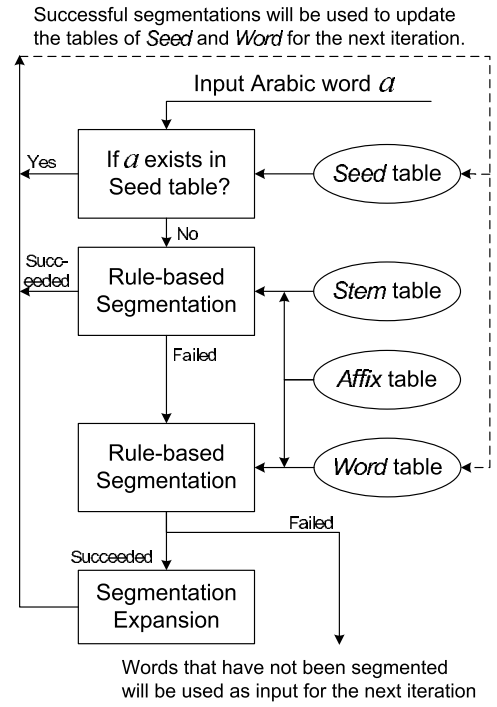 Successful segmentations will be used to update
the tables of Seed and Word for the next iteration.
Input Arabic word a
If a exists in
Seed table?
Yes
Seed table
No
Succ-
eeded
Rule-based
Segmentation
Stem table
Failed
Affix table
Rule-based
Segmentation
Word table
Failed
Succeeded
Segmentation
Expansion
Words that have not been segmented
will be used as input for the next iteration